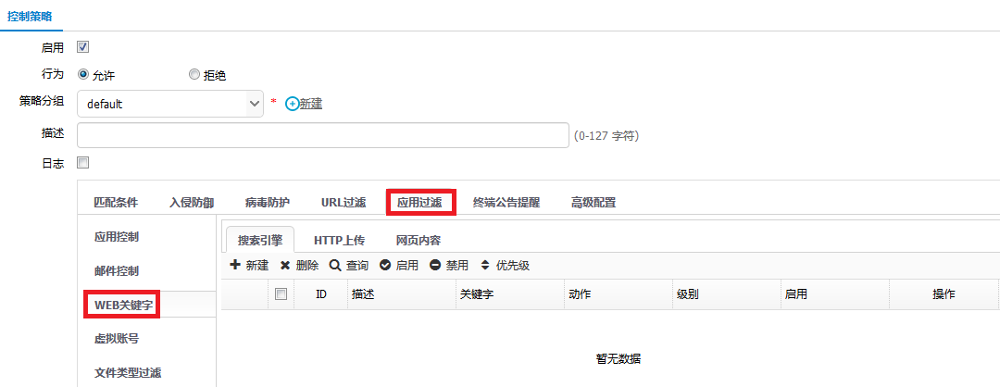 控制策略
启用
行为 允许 拒绝
策略分组 default * 新建
描述 (0-127 字符)
日志
匹配条件 入侵防御 病毒防护 URL过滤 应用过滤 终端公告提醒 高级配置
应用控制
邮件控制
WEB关键字
虚拟账号
文件类型过滤
搜索引擎 HTTP上传 网页内容
新建 删除 查询 启用 禁用 优先级
ID 描述 关键字 动作 级别 启用 操作
暂无数据